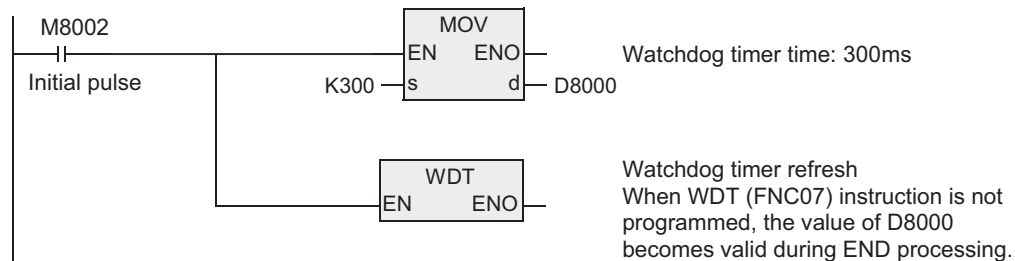 M8002
Initial pulse
MOV
EN ENO
K300 s d D8000
Watchdog timer time: 300ms
WDT
EN ENO
Watchdog timer refresh
When WDT (FNC07) instruction is not
programmed, the value of D8000
becomes valid during END processing.